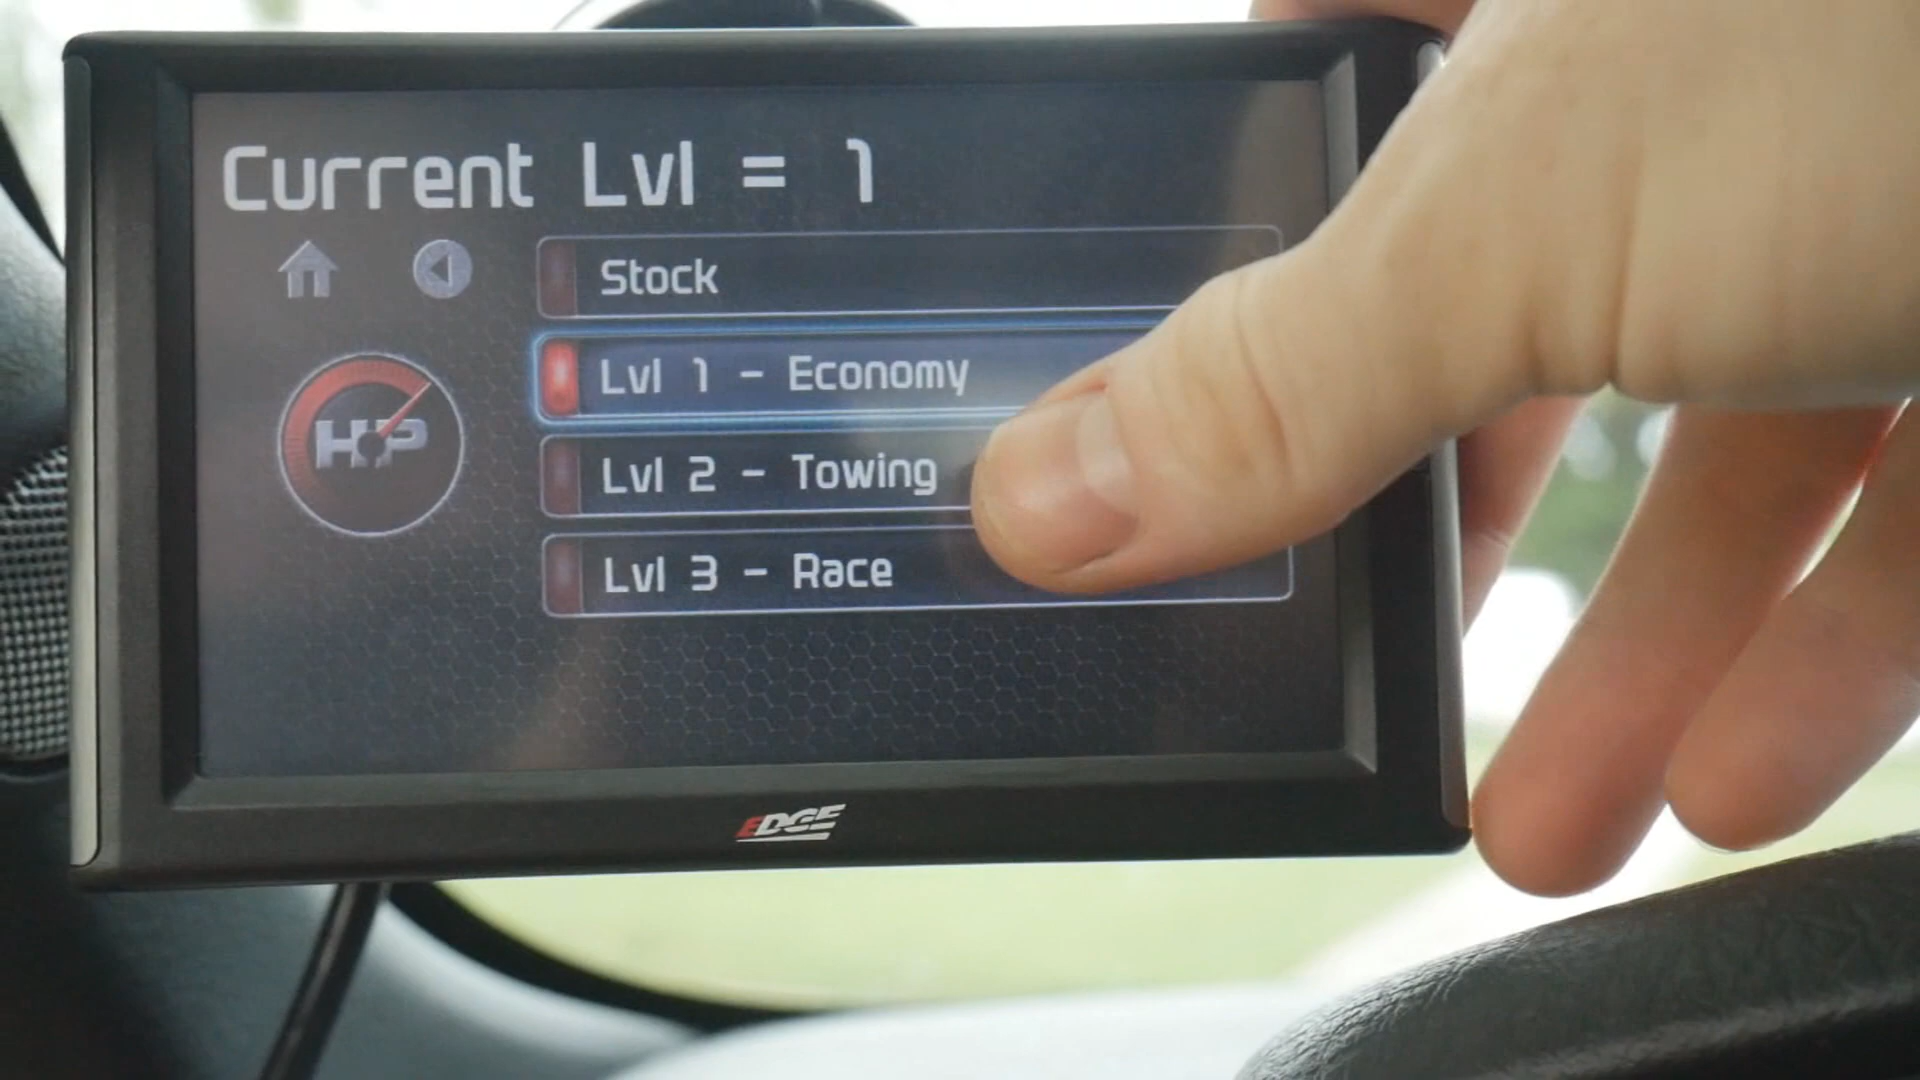 Current Lvl = 1
Stock
Lvl 1 - Economy
Lvl 2 - Towing
Lvl 3 - Race
HP
EDGE